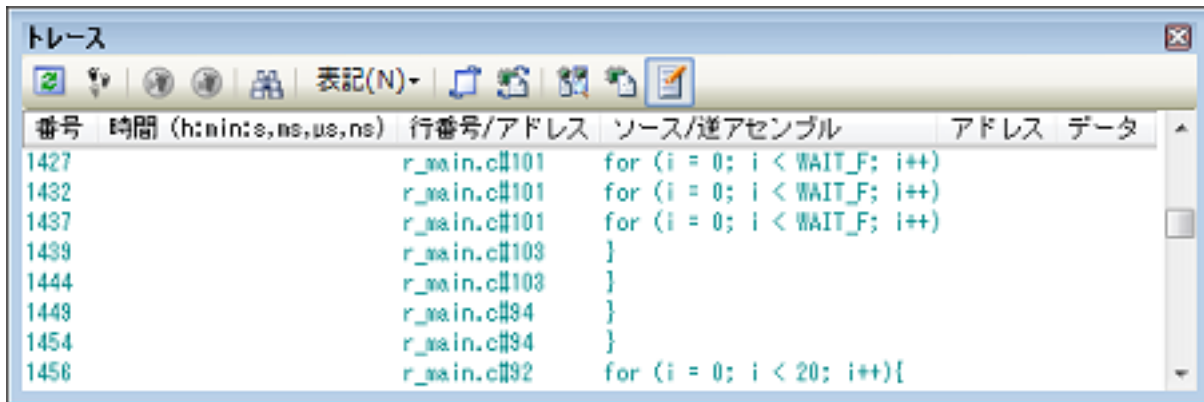 トレース
表記(N)
番号 時間 (h:min:s,ms,μs,ns) 行番号/アドレス ソース/逆アセンブル アドレス データ
1427 r_main.c#101 for (i = 0; i < WAIT_F; i++)
1432 r_main.c#101 for (i = 0; i < WAIT_F; i++)
1437 r_main.c#101 for (i = 0; i < WAIT_F; i++)
1439 r_main.c#103 }
1444 r_main.c#103 }
1449 r_main.c#94 }
1454 r_main.c#94 }
1456 r_main.c#92 for (i = 0; i < 20; i++){